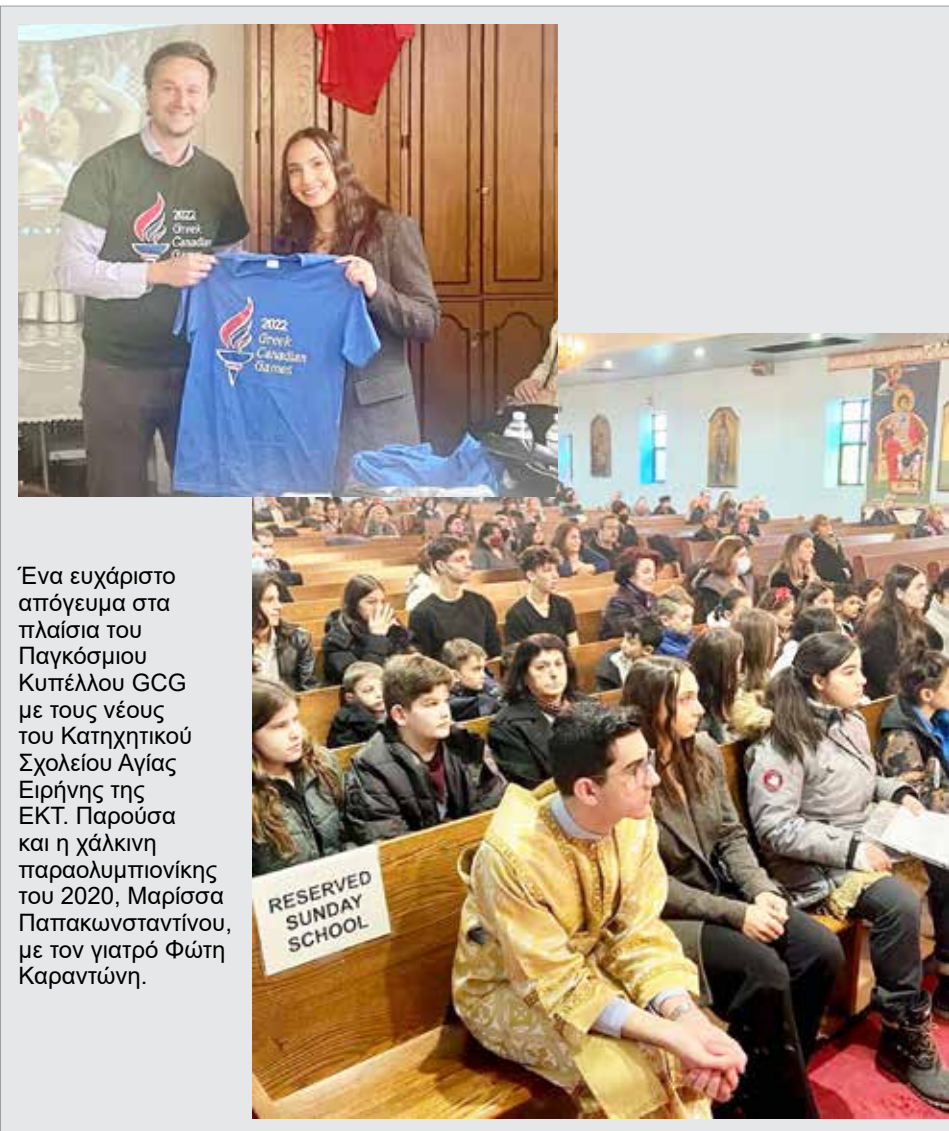 2022
Greek
Canadian
Games
2022
Greek
Canadian
Games
Ένα ευχάριστο
απόγευμα στα
πλαίσια του
Παγκόσμιου
Κυπέλλου GCG
με τους νέους
του Κατηχητικού
Σχολείου Αγίας
Ειρήνης της
ΕΚΤ. Παρούσα
και η χάλκινη
παραολυμπιονίκης
του 2020, Μαρίσσα
Παπακωνσταντίνου,
με τον γιατρό Φώτη
Καραντώνη.
RESERVED
SUNDAY
SCHOOL